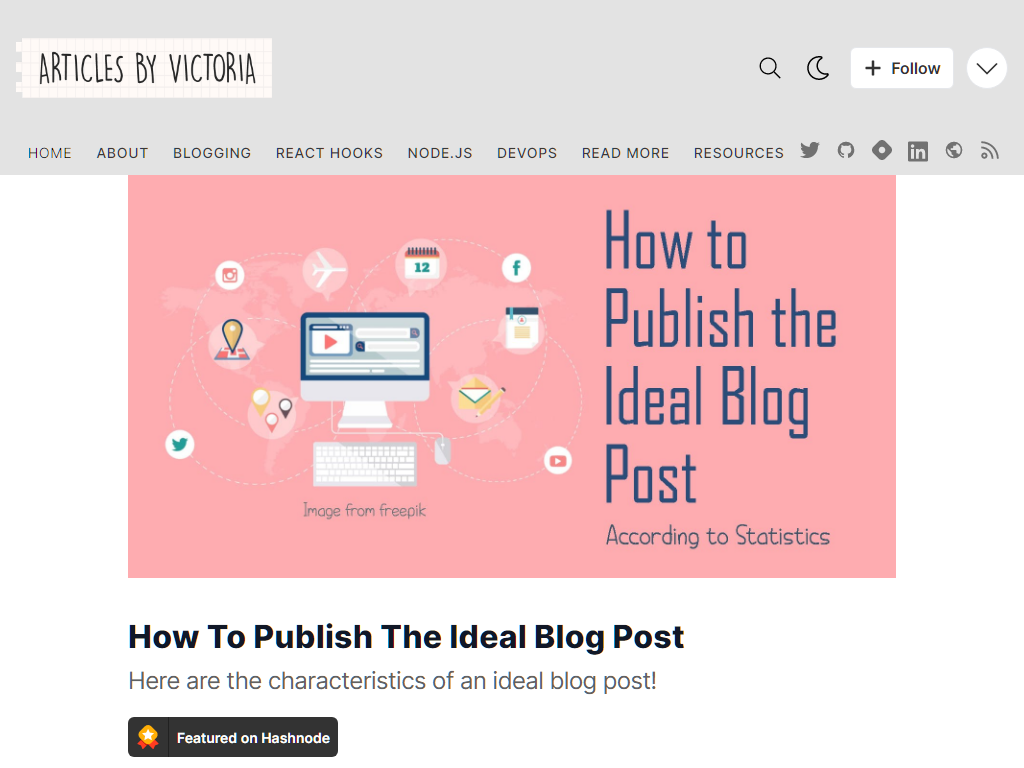 ARTICLES BY VICTORIA
Follow
HOME ABOUT BLOGGING REACT HOOKS NODE.JS DEVOPS READ MORE RESOURCES
How to
Publish the
Ideal Blog
Post
According to Statistics
12
Image from freepik
How To Publish The Ideal Blog Post
Here are the characteristics of an ideal blog post!
Featured on Hashnode